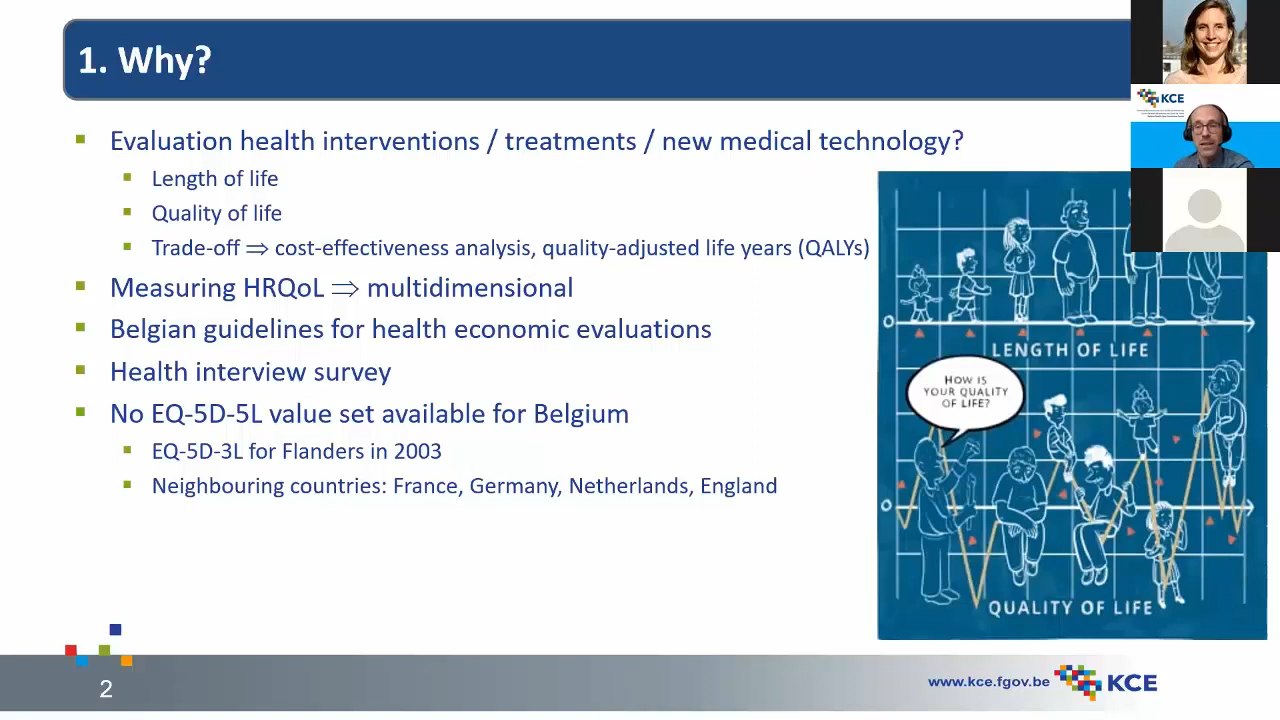 1. Why?
Evaluation health interventions / treatments / new medical technology?
Length of life
Quality of life
Trade-off ⇒ cost-effectiveness analysis, quality-adjusted life years (QALYs)
Measuring HRQoL ⇒ multidimensional
Belgian guidelines for health economic evaluations
Health interview survey
No EQ-5D-5L value set available for Belgium
EQ-5D-3L for Flanders in 2003
Neighbouring countries: France, Germany, Netherlands, England
KCE
0
LENGTH OF LIFE
HOW IS
YOUR QUALITY
OF LIFE?
0
QUALITY OF LIFE
2
www.kce.fgov.be
KCE